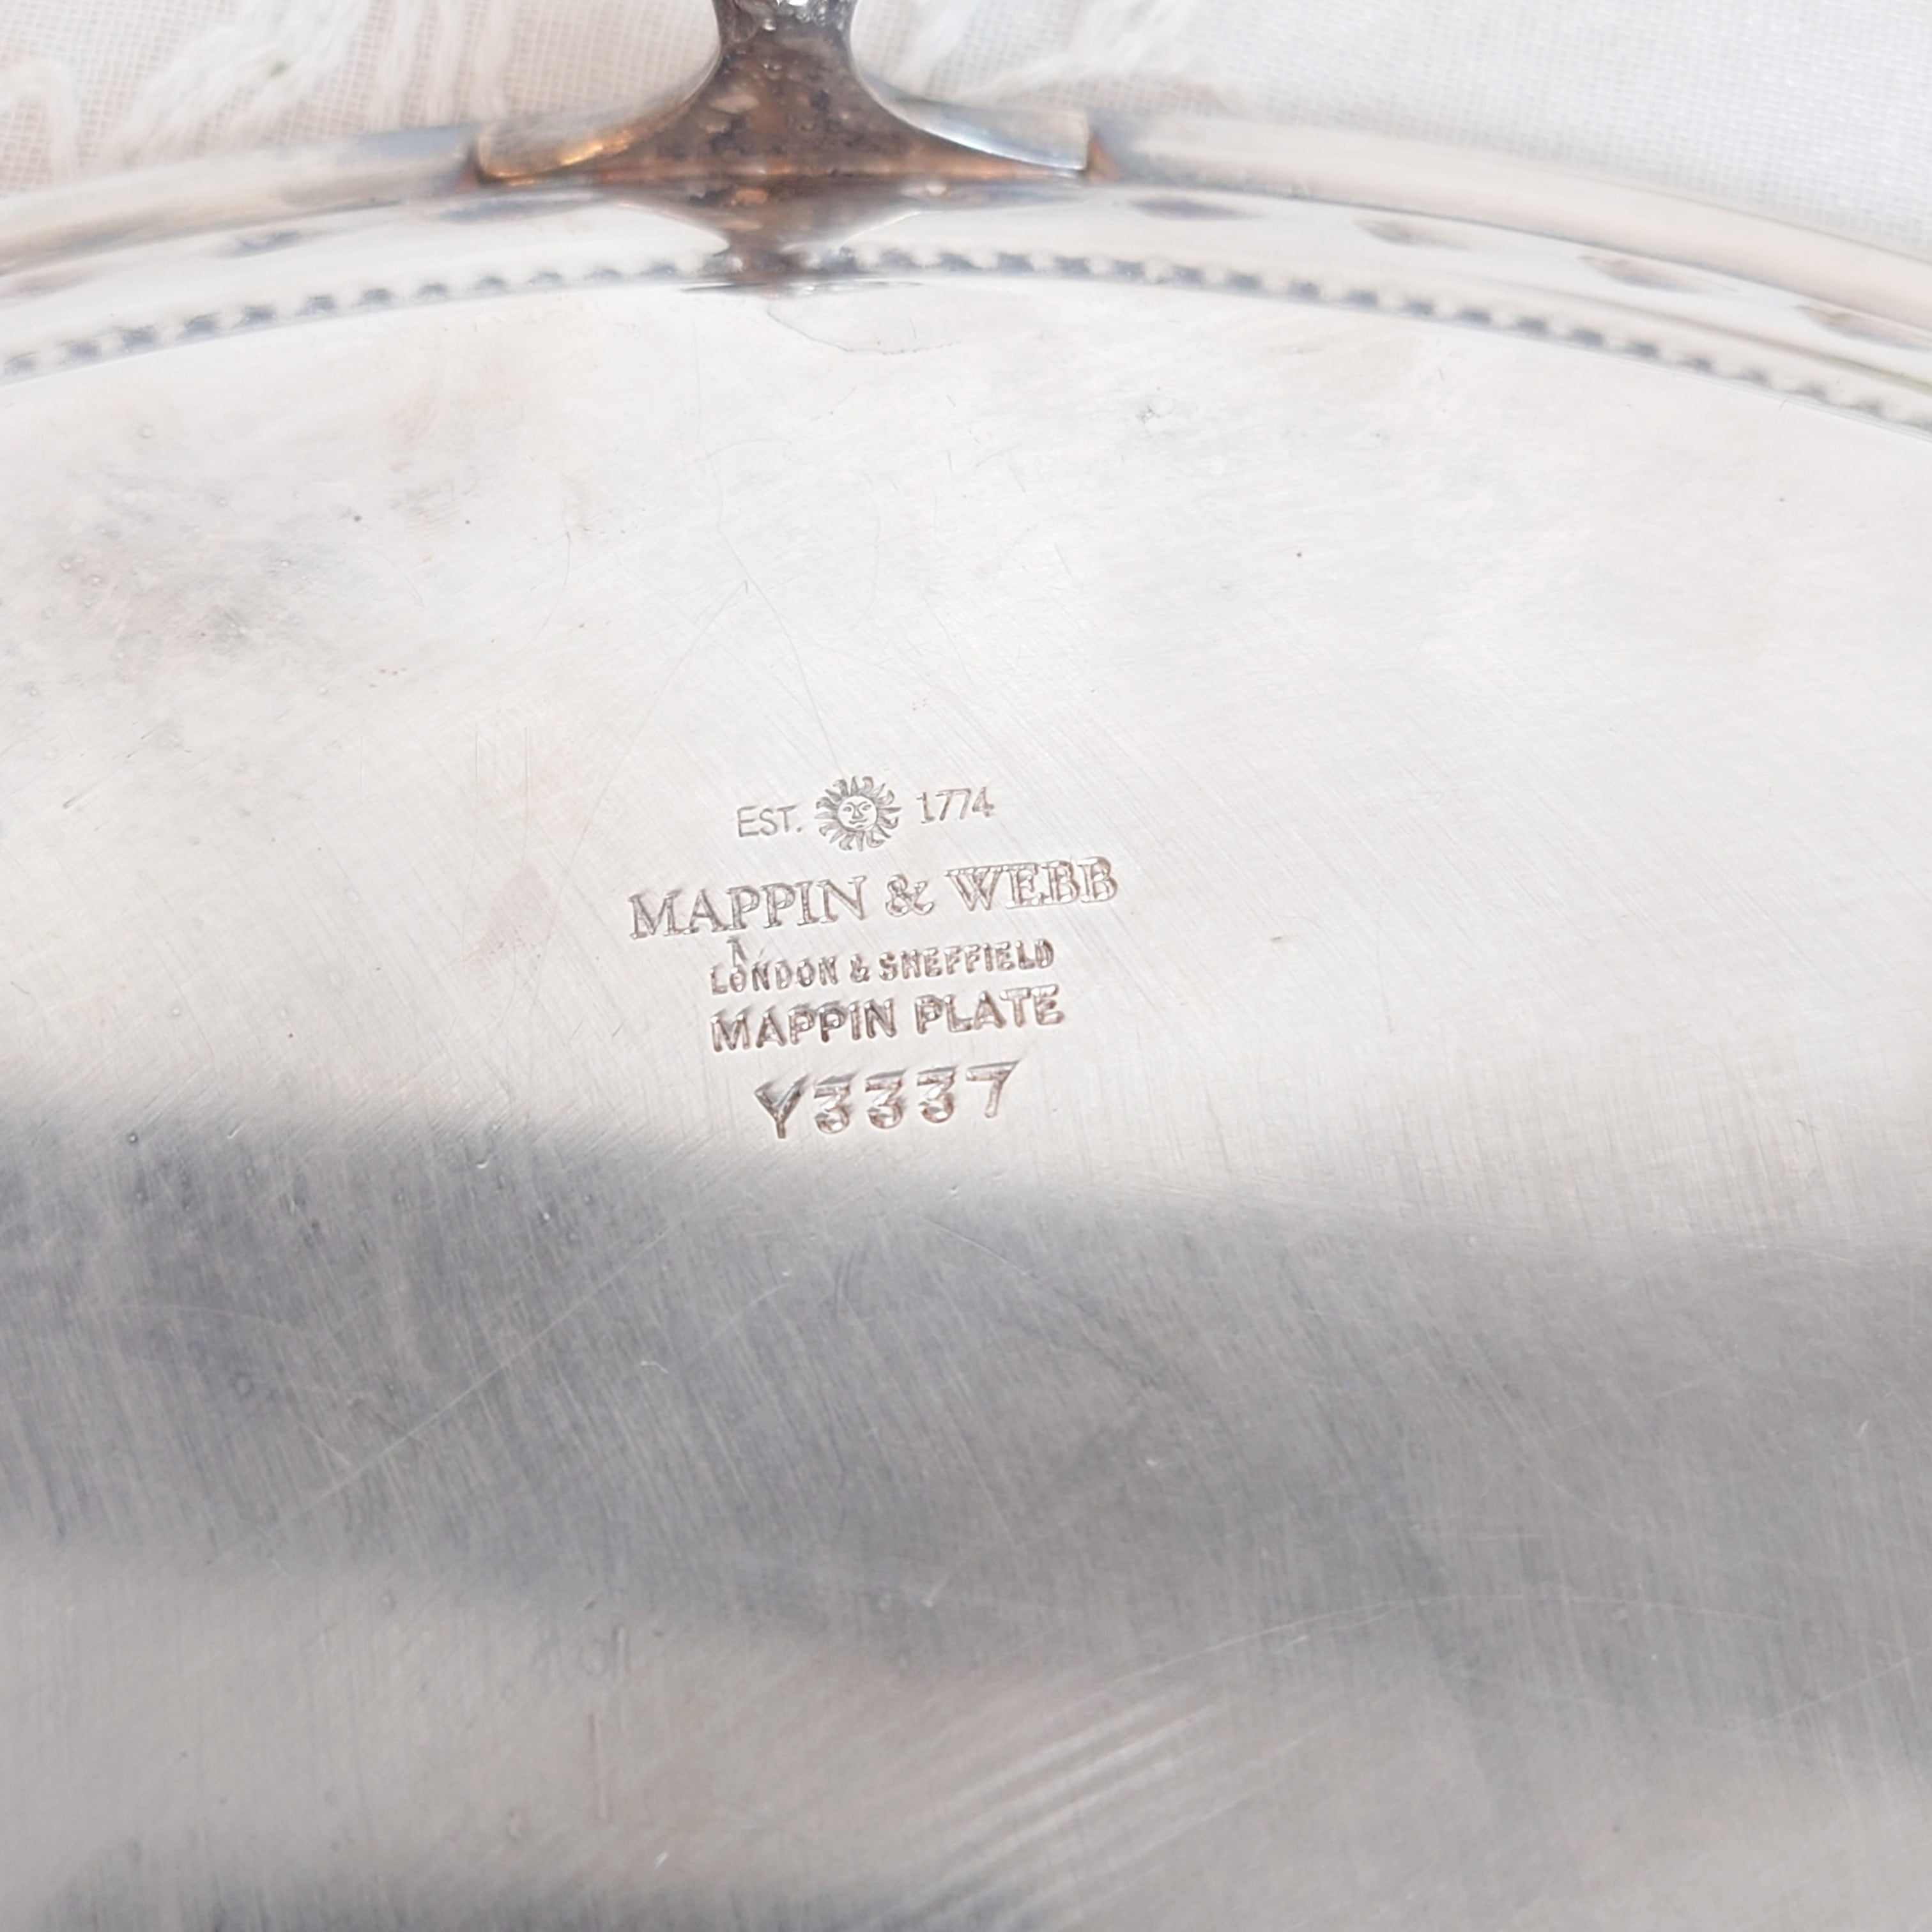 EST. 1774
MAPPIN & WEBB
LONDON & SHEFFIELD
MAPPIN PLATE
Y3337